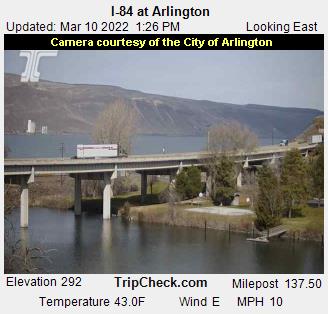 I-84 at Arlington
Updated: Mar 10 2022 1:26 PM Looking East
Camera courtesy of the City of Arlington
Elevation 292 TripCheck.com Milepost 137.50
Temperature 43.0F Wind E MPH 10